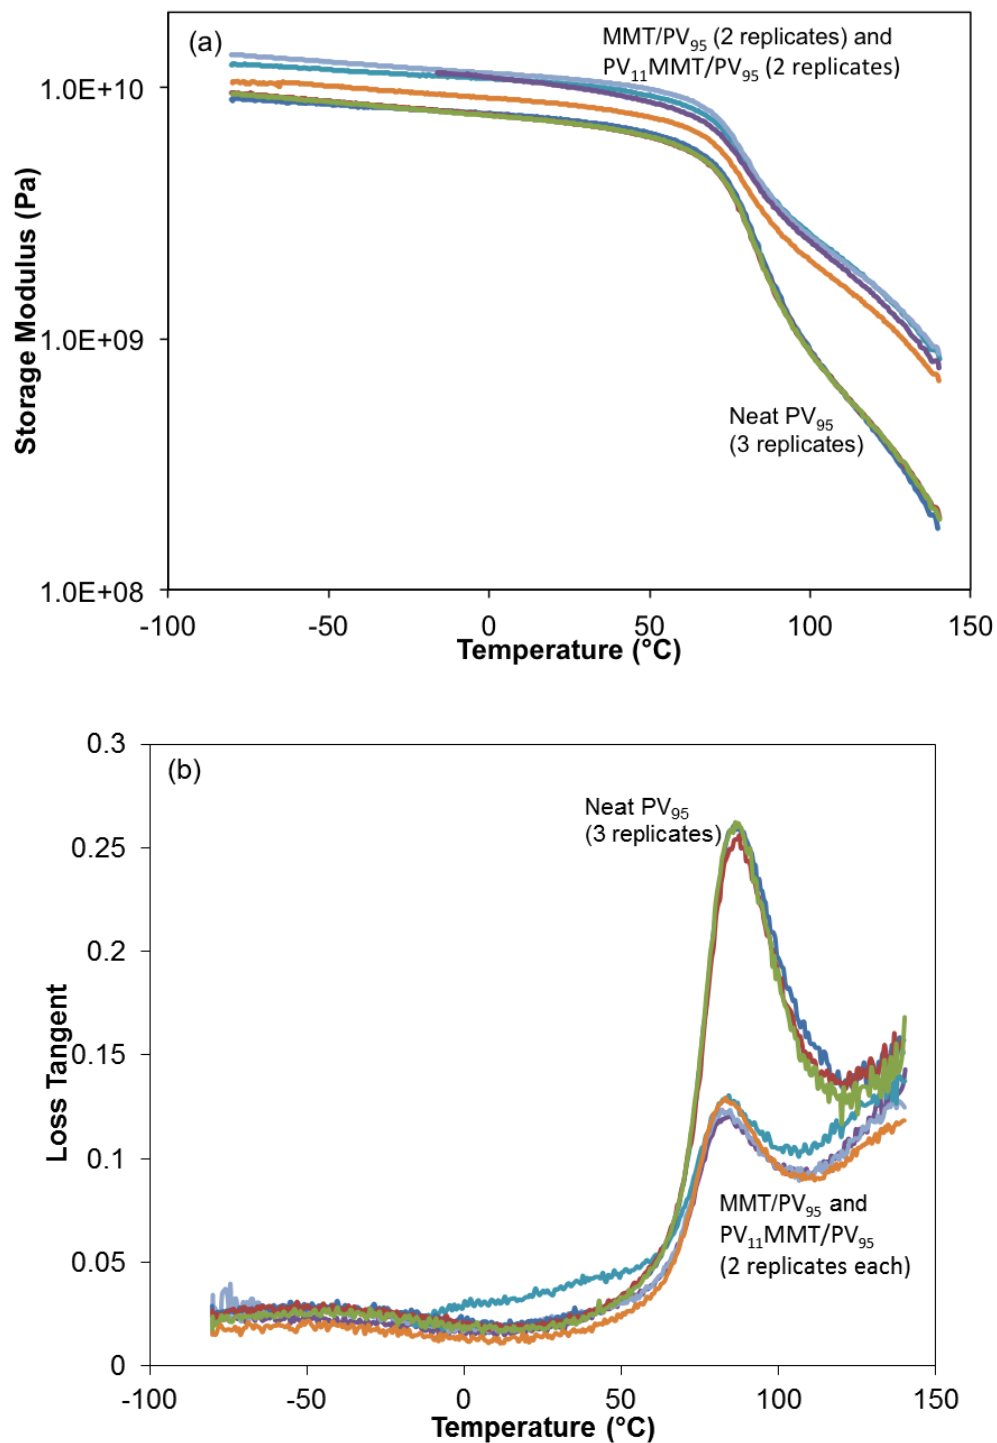 (a)
MMT/PV95 (2 replicates) and
PV11MMT/PV95 (2 replicates)
1.0E+10
Storage Modulus (Pa)
1.0E+09
Neat PV95
(3 replicates)
1.0E+08
-100 -50 0 50 100 150
Temperature (°C)
0.3
(b)
Neat PV95
(3 replicates)
0.25
0.2
Loss Tangent
0.15
0.1
MMT/PV95 and
PV11MMT/PV95
(2 replicates each)
0.05
0
-100 -50 0 50 100 150
Temperature (°C)